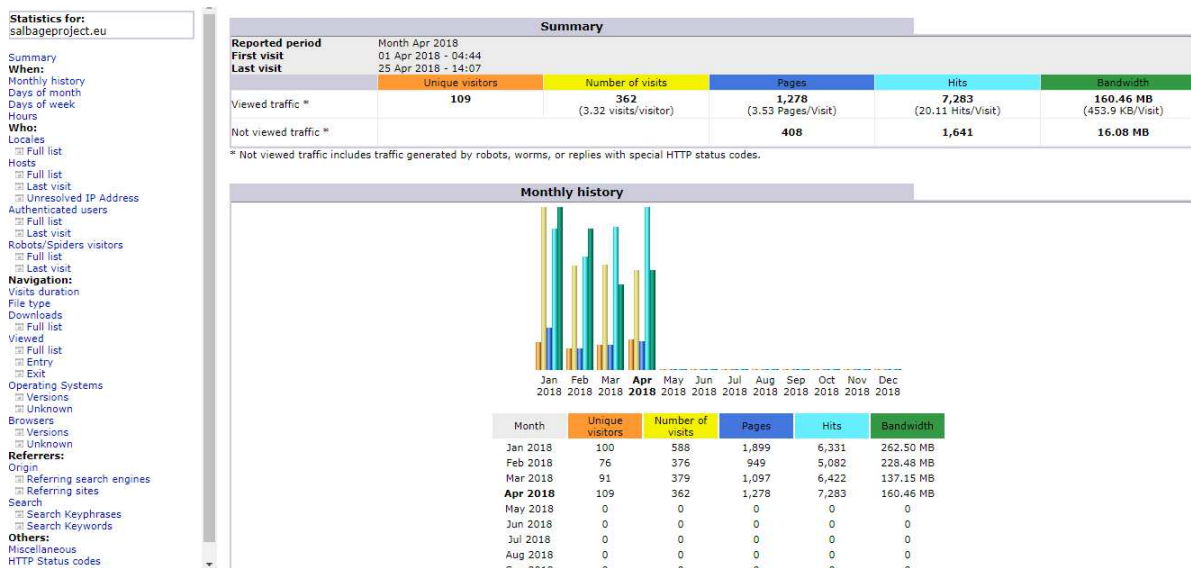 Statistics for:
salbageproject.eu
Summary
When:
Monthly history
Days of month
Days of week
Hours
Who:
Locales
Full list
Hosts
Full list
Last visit
Unresolved IP Address
Authenticated users
Full list
Last visit
Robots/Spiders visitors
Full list
Last visit
Navigation:
Visits duration
File type
Downloads
Full list
Viewed
Full list
Entry
Exit
Operating Systems
Versions
Unknown
Browsers
Versions
Unknown
Referrers:
Origin
Referring search engines
Referring sites
Search
Search Keyphrases
Search Keywords
Others:
Miscellaneous
HTTP Status codes
Summary
Reported period Month Apr 2018
First visit 01 Apr 2018 - 04:44
Last visit 25 Apr 2018 - 14:07
Unique visitors Number of visits Pages Hits Bandwidth
Viewed traffic * 109 362 1,278 7,283 160.46 MB
(3.32 visits/visitor) (3.53 Pages/Visit) (20.11 Hits/Visit) (453.9 KB/Visit)
Not viewed traffic * 408 1,641 16.08 MB
* Not viewed traffic includes traffic generated by robots, worms, or replies with special HTTP status codes.
Monthly history
Jan Feb Mar Apr May Jun Jul Aug Sep Oct Nov Dec
2018 2018 2018 2018 2018 2018 2018 2018 2018 2018 2018 2018
Month Unique visitors Number of visits Pages Hits Bandwidth
Jan 2018 100 588 1,899 6,331 262.50 MB
Feb 2018 76 376 949 5,082 228.48 MB
Mar 2018 91 379 1,097 6,422 137.15 MB
Apr 2018 109 362 1,278 7,283 160.46 MB
May 2018 0 0 0 0 0
Jun 2018 0 0 0 0 0
Jul 2018 0 0 0 0 0
Aug 2018 0 0 0 0 0